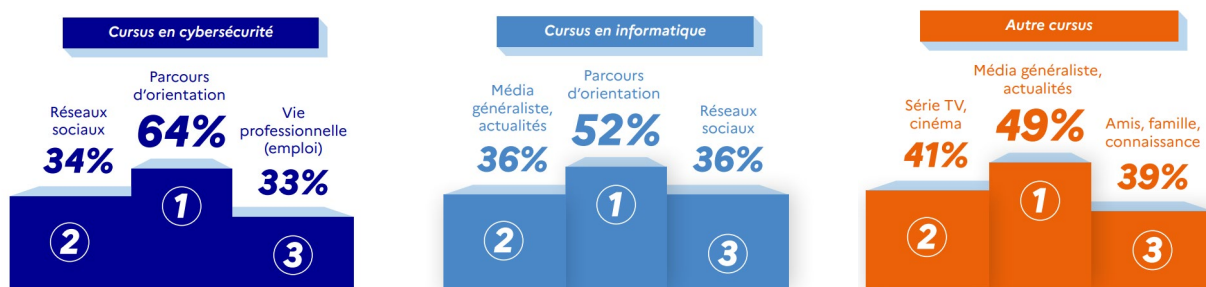 Cursus en cybersécurité
Réseaux
sociaux
34%
2
Parcours
d'orientation
64%
1
Vie
professionnelle
(emploi)
33%
3
Cursus en informatique
Média
généraliste,
actualités
36%
2
Parcours
d'orientation
52%
1
Réseaux
sociaux
36%
3
Autre cursus
Série TV,
cinéma
41%
2
Média généraliste,
actualités
49%
1
Amis, famille,
connaissance
39%
3